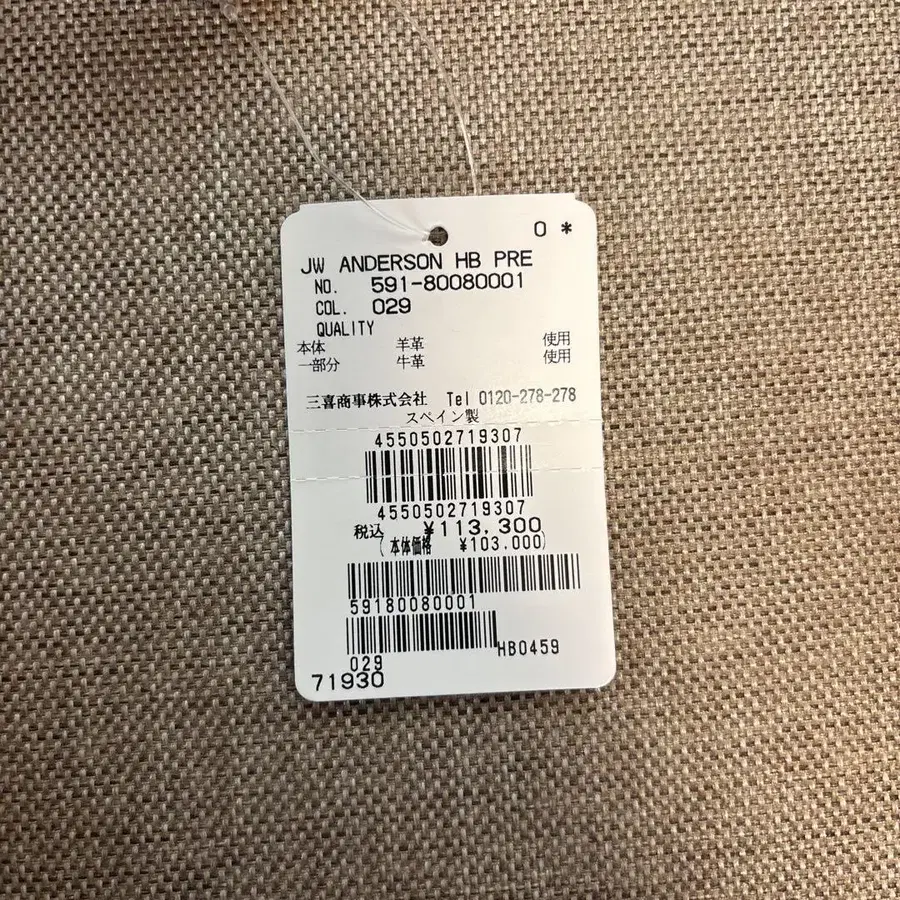 0 *
JW ANDERSON HB PRE
NO. 591-80080001
COL. 029
QUALITY
本体 羊革 使用
一部分 牛革 使用
三喜商事株式会社 Tel 0120-278-278
スペイン製
4550502719307
4550502719307
税込 ¥113,300
(本体価格 ¥103,000)
59180080001
HB0459
029
71930